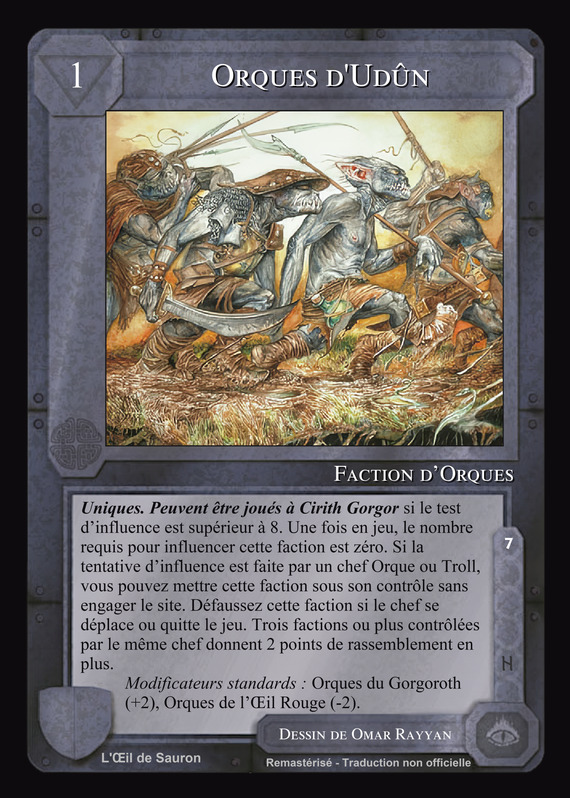 1
Orques d'Udûn
Faction d'Orques
Uniques. Peuvent être joués à Cirith Gorgor si le test
d'influence est supérieur à 8. Une fois en jeu, le nombre
requis pour influencer cette faction est zéro. Si la
tentative d'influence est faite par un chef Orque ou Troll,
vous pouvez mettre cette faction sous son contrôle sans
engager le site. Défaussez cette faction si le chef se
déplace ou quitte le jeu. Trois factions ou plus contrôlées
par le même chef donnent 2 points de rassemblement en
plus.
Modificateurs standards : Orques du Gorgoroth
(+2), Orques de l'Œil Rouge (-2).
7
Dessin de Omar Rayyan
L'Œil de Sauron
Remastérisé - Traduction non officielle